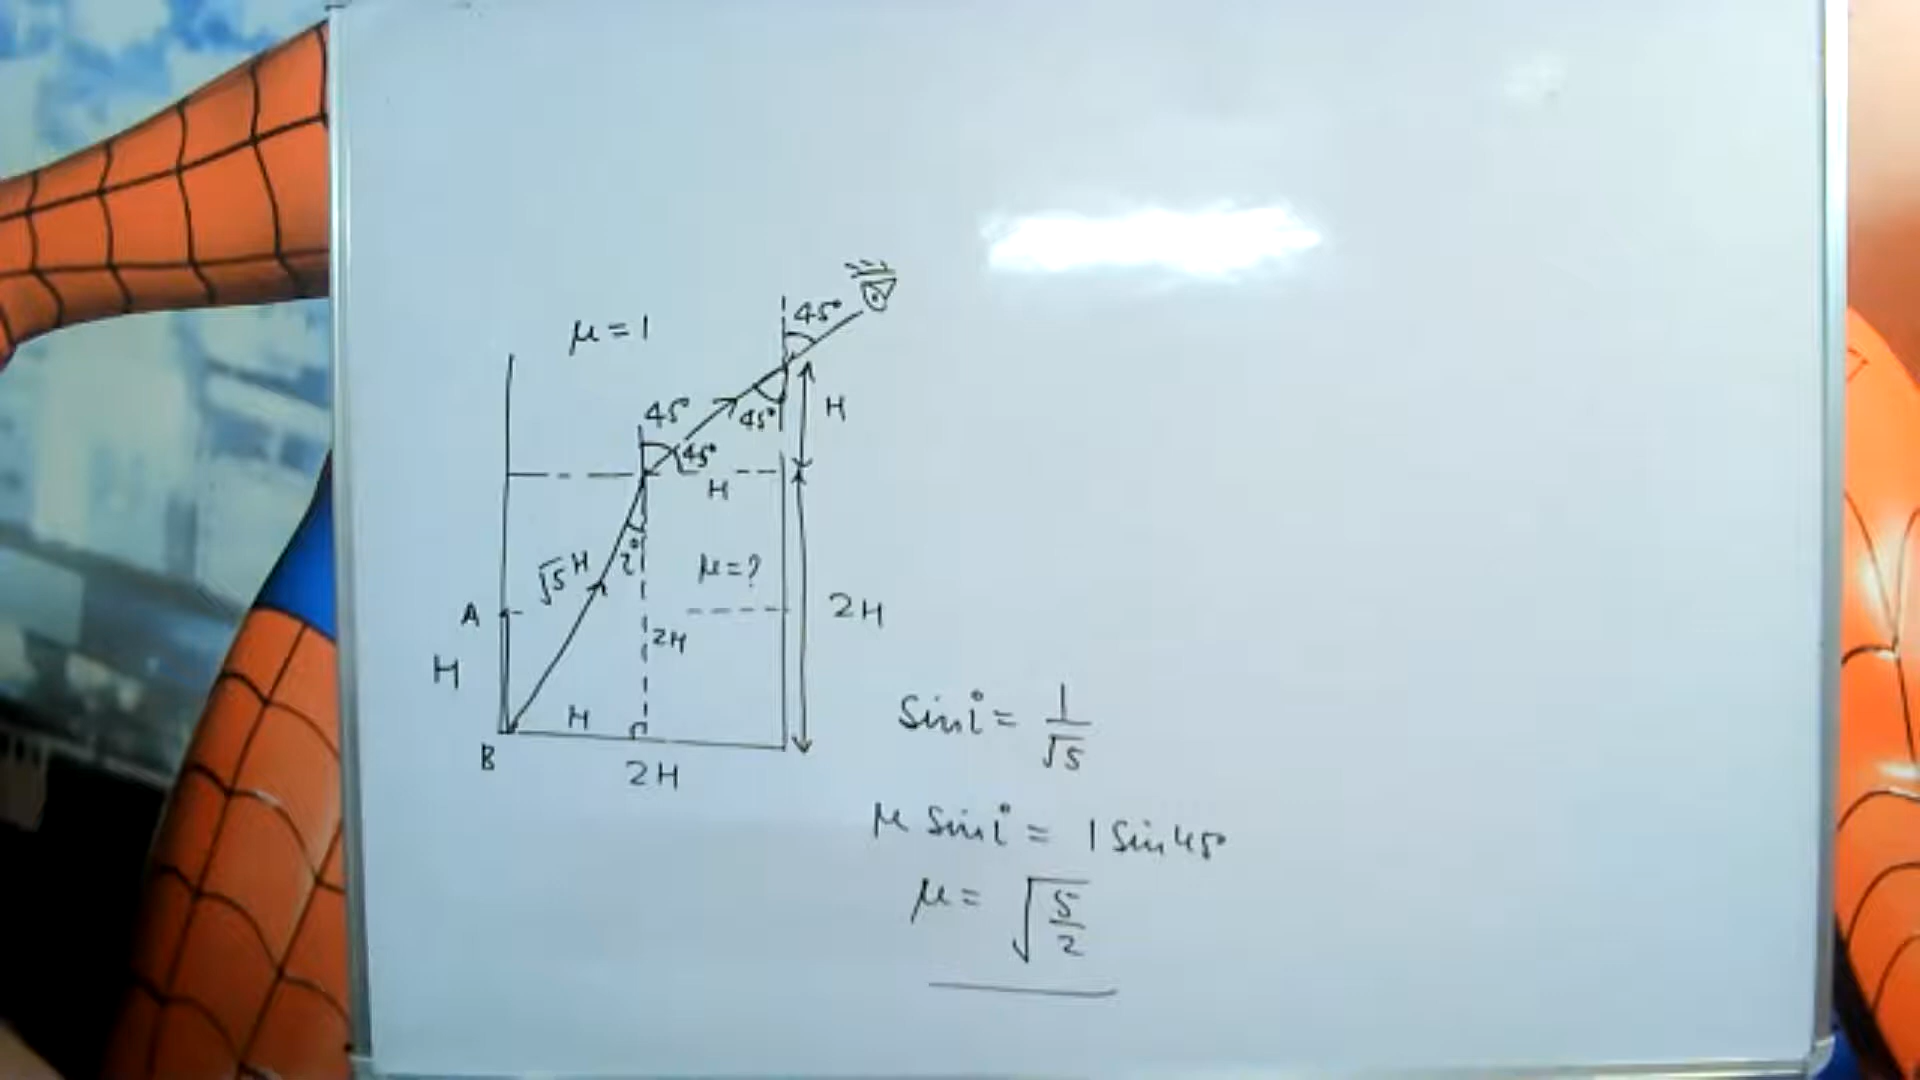 μ = 1
45°
45
45°
45°
H
H
√5 H
i
μ = ?
A
2H
2H
H
H
B
2H
Sin i = 1/√5
μ Sin i = 1 Sin 45°
μ = √(5/2)